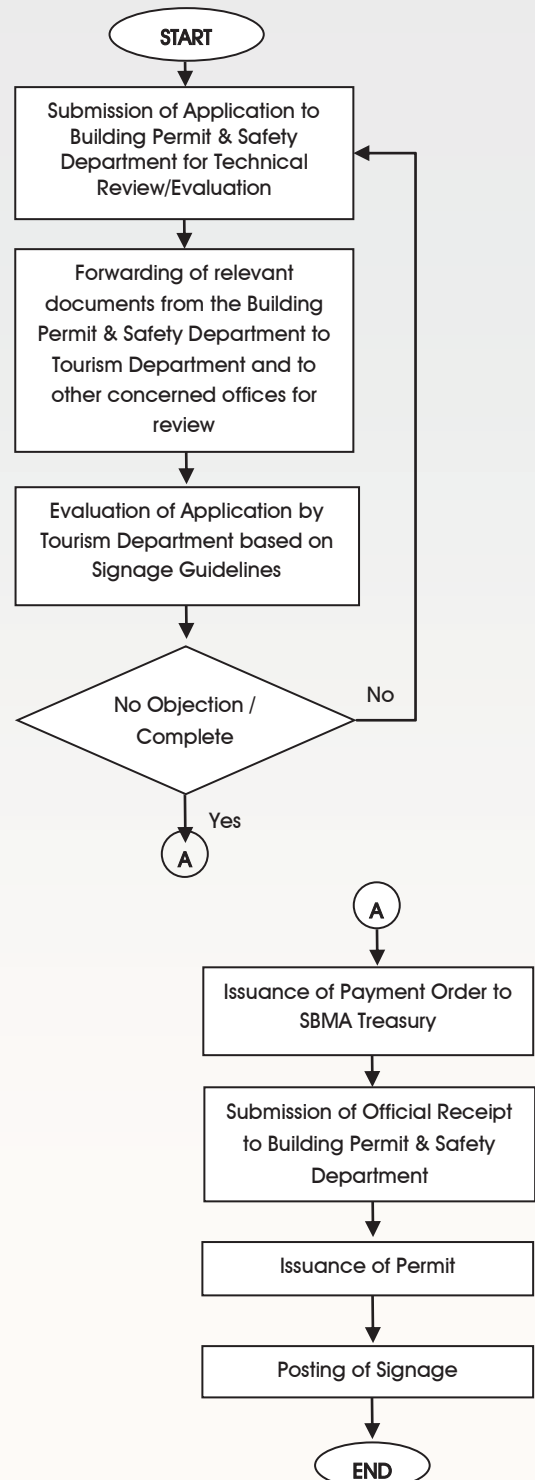 START
Submission of Application to
Building Permit & Safety
Department for Technical
Review/Evaluation
Forwarding of relevant
documents from the Building
Permit & Safety Department to
Tourism Department and to
other concerned offices for
review
Evaluation of Application by
Tourism Department based on
Signage Guidelines
No Objection /
Complete
No
Yes
A
A
Issuance of Payment Order to
SBMA Treasury
Submission of Official Receipt
to Building Permit & Safety
Department
Issuance of Permit
Posting of Signage
END